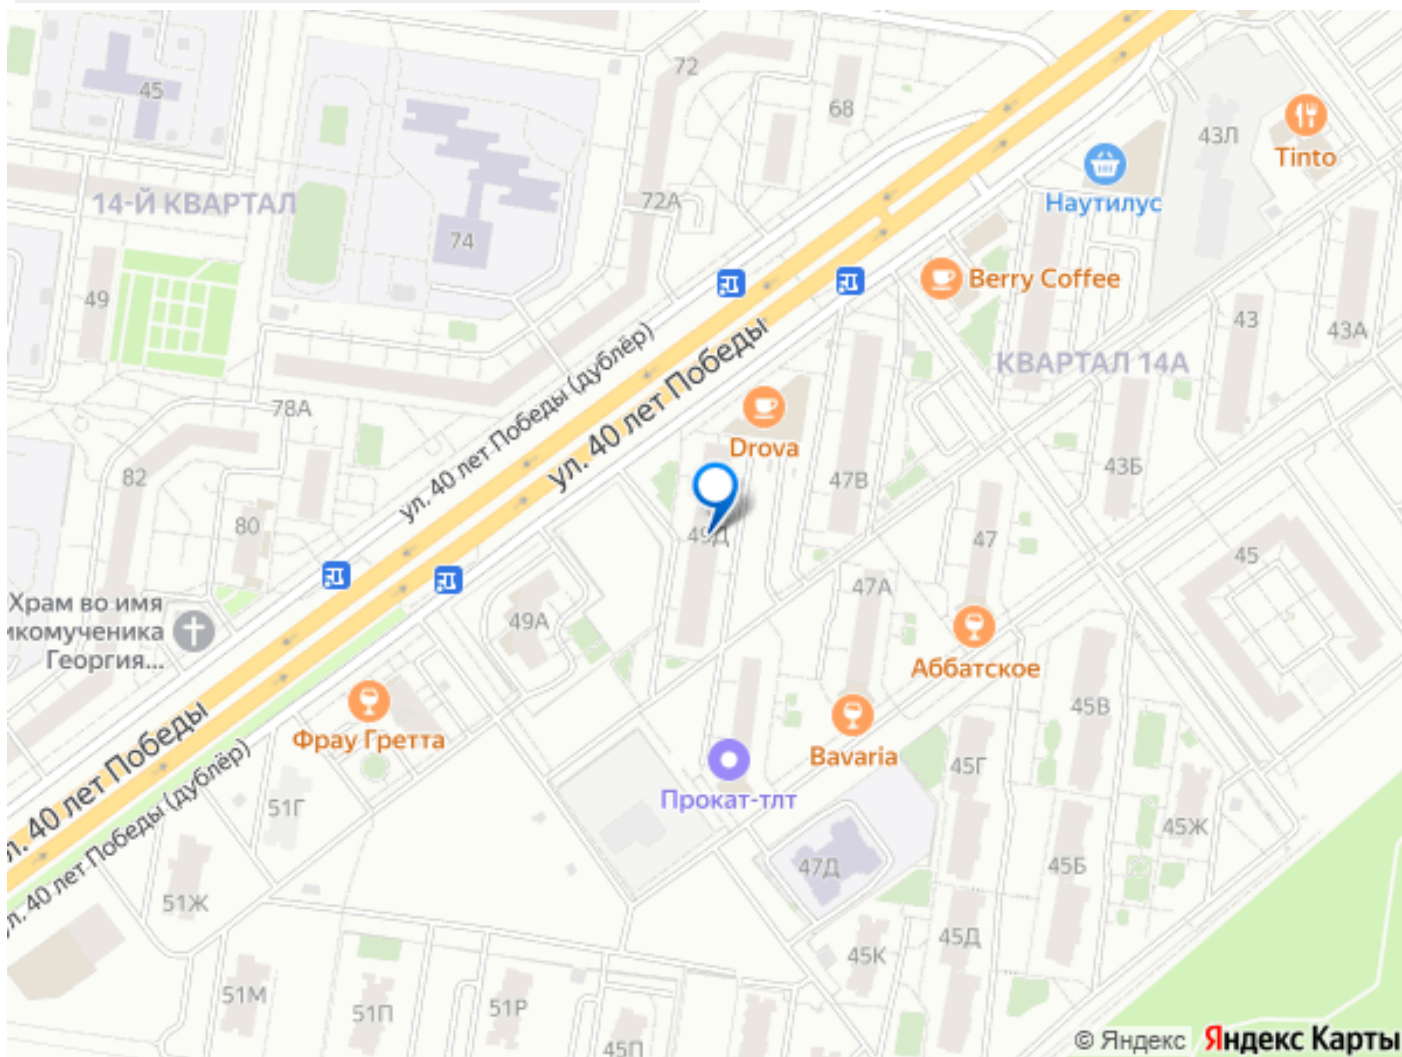 72
68
45
43Л
Tinto
Наутилус
14-Й КВАРТАЛ
72А
74
Berry Coffee
49
43
43А
КВАРТАЛ 14А
ул. 40 лет Победы (дублёр)
ул. 40 лет Победы
78А
Drova
82
47В
43Б
80
49Д
47
45
47А
Храм во имя
икомученика
Георгия...
49А
Аббатское
45В
Фрау Гретта
Bavaria
45Г
Прокат-тлт
л. 40 лет Победы
51Г
45Ж
47Д
45Б
л. 40 лет Победы (дублёр)
51Ж
45Д
45К
51М
51П
51Р
45П
© Яндекс Яндекс Карты